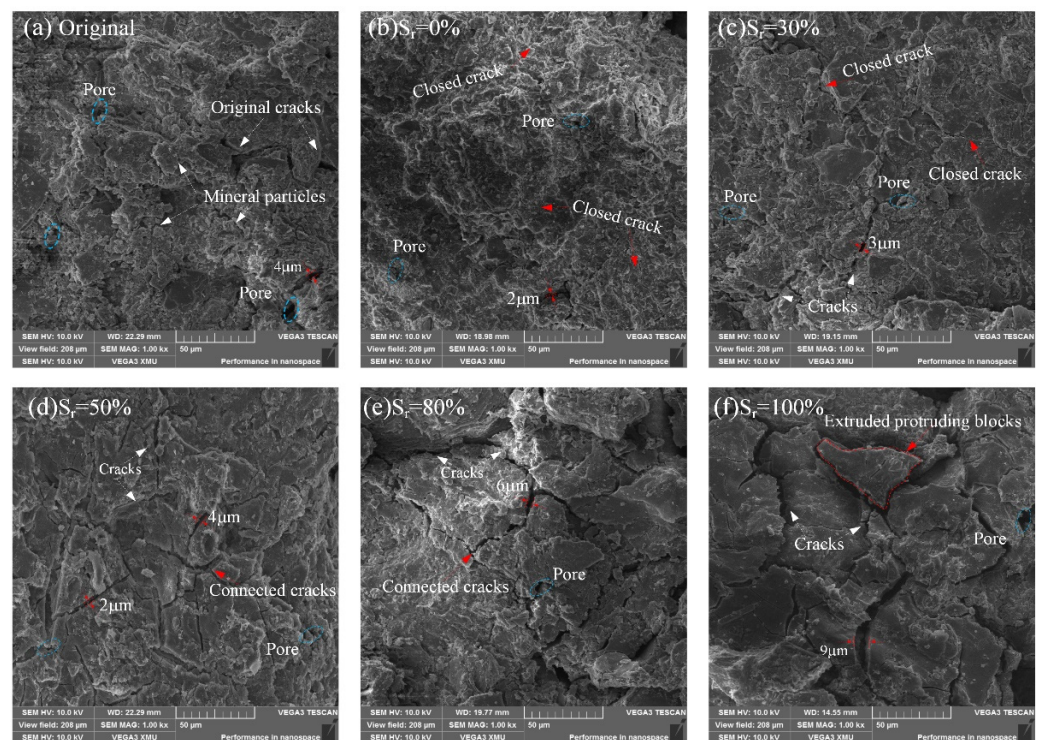 (a) Original
Pore
Original cracks
Mineral particles
4μm
Pore
SEM HV: 10.0 kV WD: 22.29 mm VEGA3 TESCAN
View field: 208 μm SEM MAG: 1.00 kx 50 μm
SEM HV: 10.0 kV VEGA3 XMU Performance in nanospace
(b)Sr=0%
Closed crack
Pore
Closed crack
Pore
2μm
SEM HV: 10.0 kV WD: 18.98 mm VEGA3 TESCAN
View field: 208 μm SEM MAG: 1.00 kx 50 μm
SEM HV: 10.0 kV VEGA3 XMU Performance in nanospace
(c)Sr=30%
Closed crack
Closed crack
Pore
Pore
3μm
Cracks
SEM HV: 10.0 kV WD: 19.15 mm VEGA3 TESCAN
View field: 208 μm SEM MAG: 1.00 kx 50 μm
SEM HV: 10.0 kV VEGA3 XMU Performance in nanospace
(d)Sr=50%
Cracks
4μm
Connected cracks
2μm
Pore
SEM HV: 10.0 kV WD: 22.29 mm VEGA3 TESCAN
View field: 208 μm SEM MAG: 1.00 kx 50 μm
SEM HV: 10.0 kV VEGA3 XMU Performance in nanospace
(e)Sr=80%
Cracks
6μm
Connected cracks
Pore
SEM HV: 10.0 kV WD: 19.77 mm VEGA3 TESCAN
View field: 208 μm SEM MAG: 1.00 kx 50 μm
SEM HV: 10.0 kV VEGA3 XMU Performance in nanospace
(f)Sr=100%
Extruded protruding blocks
Cracks
Pore
9μm
SEM HV: 10.0 kV WD: 14.55 mm VEGA3 TESCAN
View field: 208 μm SEM MAG: 1.00 kx 50 μm
SEM HV: 10.0 kV VEGA3 XMU Performance in nanospace